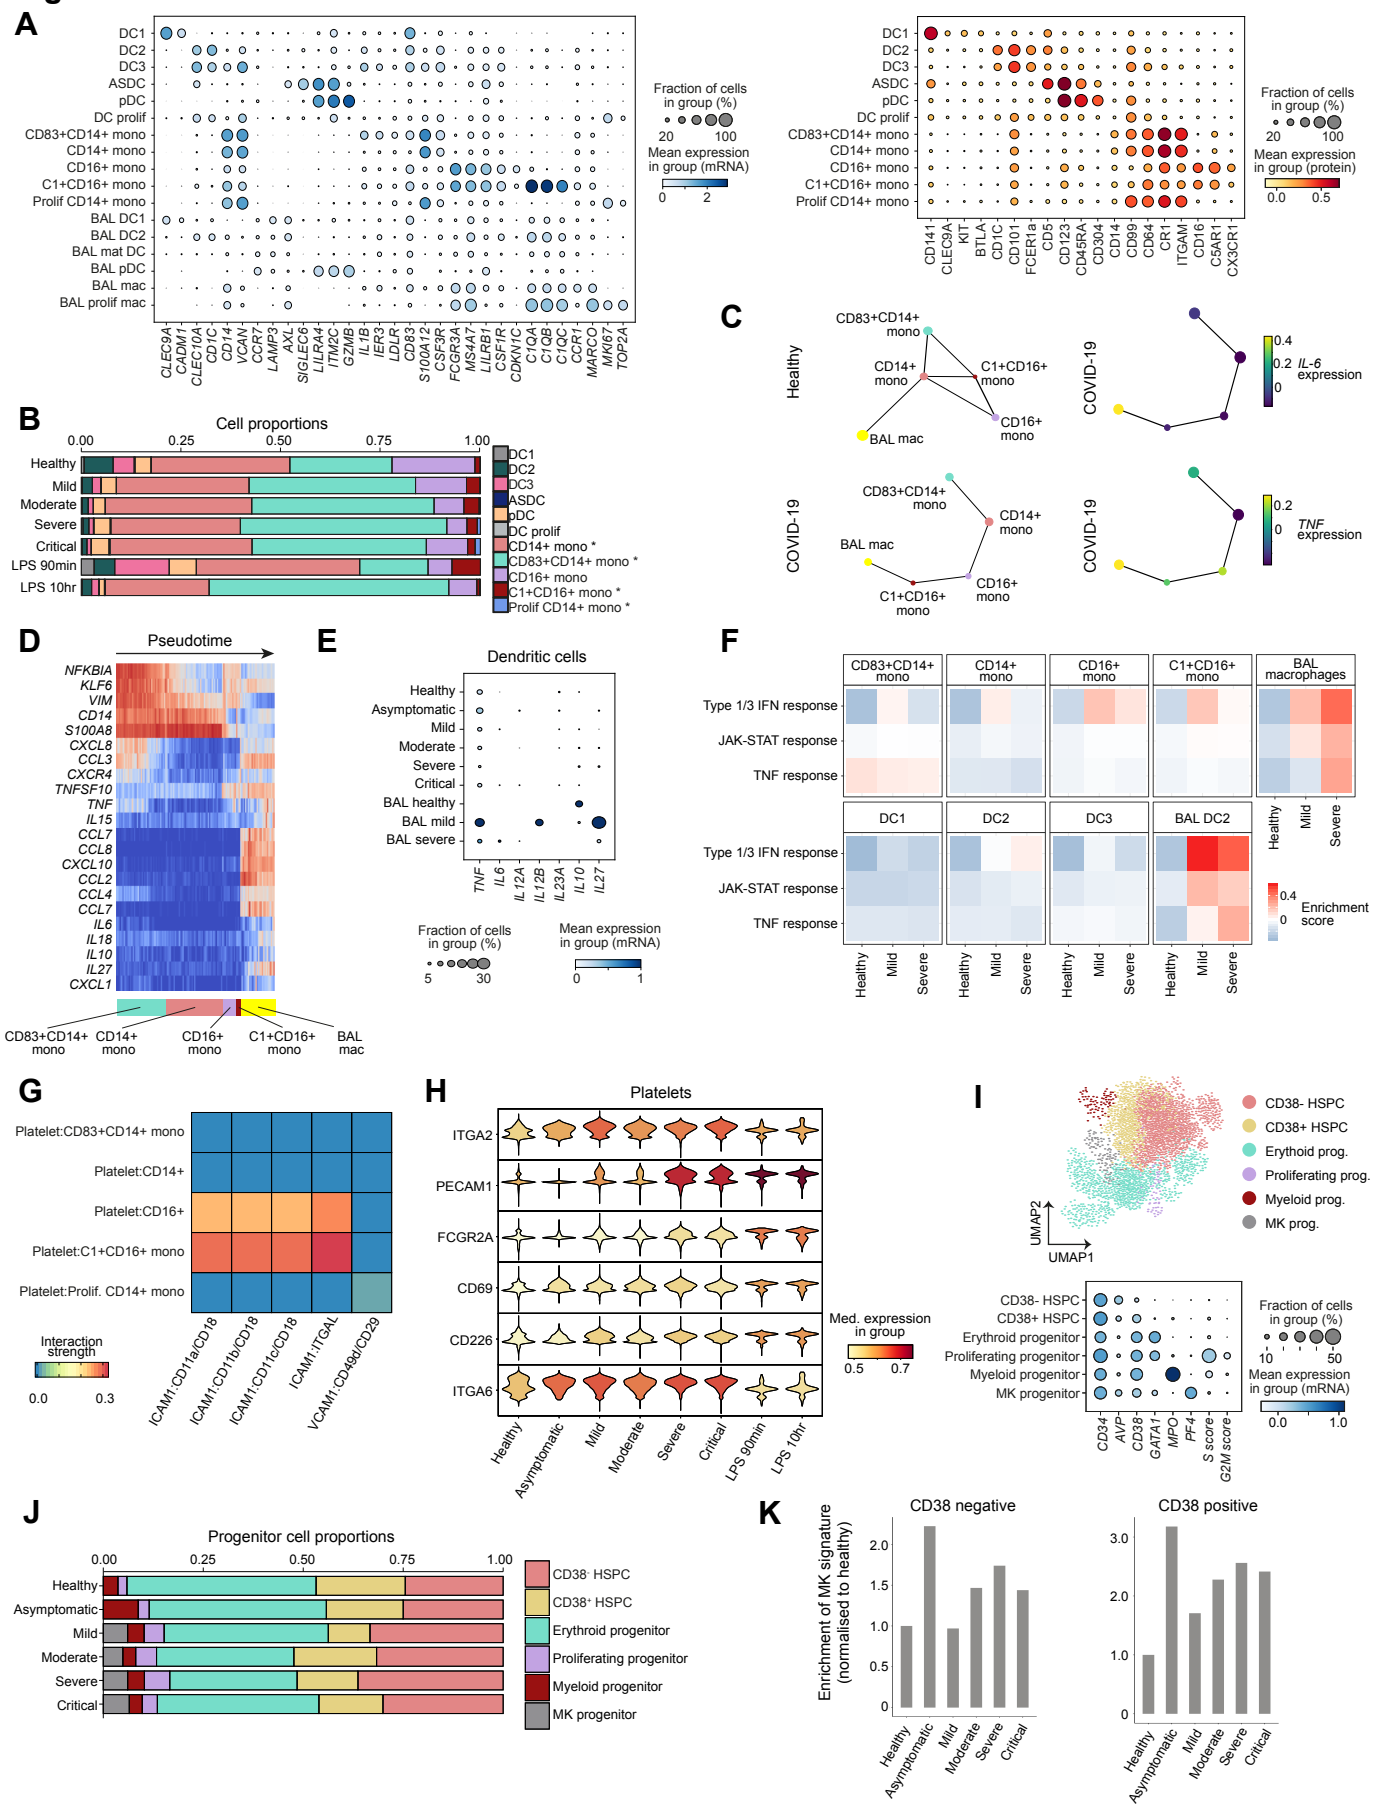 A
DC1
DC2
DC3
ASDC
pDC
DC prolif
CD83+CD14+ mono
CD14+ mono
CD16+ mono
C1+CD16+ mono
Prolif CD14+ mono
BAL DC1
BAL DC2
BAL mat DC
BAL pDC
BAL mac
BAL prolif mac
CLEC9A
CADM1
CLEC10A
CD1C
CD14
VCAN
CCR7
LAMP3
AXL
SIGLEC6
LILRA4
ITM2C
GZMB
IL1B
IER3
LDLR
CD83
S100A12
CSF3R
FCGR3A
MS4A7
LILRB1
CSF1R
CDKN1C
C1QA
C1QB
C1QC
CCR1
MARCO
MKI67
TOP2A
Fraction of cells
in group (%)
20 100
Mean expression
in group (mRNA)
0 2
DC1
DC2
DC3
ASDC
pDC
DC prolif
CD83+CD14+ mono
CD14+ mono
CD16+ mono
C1+CD16+ mono
Prolif CD14+ mono
CD141
CLEC9A
KIT
BTLA
CD1C
CD101
FCER1a
CD5
CD123
CD45RA
CD304
CD14
CD99
CD64
CR1
ITGAM
CD16
C5AR1
CX3CR1
Fraction of cells
in group (%)
20 100
Mean expression
in group (protein)
0.0 0.5
B
Cell proportions
0.00 0.25 0.50 0.75 1.00
Healthy
Mild
Moderate
Severe
Critical
LPS 90min
LPS 10hr
DC1
DC2
DC3
ASDC
pDC
DC prolif
CD14+ mono *
CD83+CD14+ mono *
CD16+ mono
C1+CD16+ mono *
Prolif CD14+ mono *
C
Healthy
CD83+CD14+
mono
CD14+
mono
C1+CD16+
mono
CD16+
mono
BAL mac
COVID-19
0.4
0.2
0
IL-6
expression
COVID-19
CD83+CD14+
mono
CD14+
mono
BAL mac
CD16+
mono
C1+CD16+
mono
COVID-19
0.2
0
TNF
expression
D
Pseudotime
NFKBIA
KLF6
VIM
CD14
S100A8
CXCL8
CCL3
CXCR4
TNFSF10
TNF
IL15
CCL7
CCL8
CXCL10
CCL2
CCL4
CCL7
IL6
IL18
IL10
IL27
CXCL1
CD83+CD14+
mono
CD14+
mono
CD16+
mono
C1+CD16+
mono
BAL
mac
E
Dendritic cells
Healthy
Asymptomatic
Mild
Moderate
Severe
Critical
BAL healthy
BAL mild
BAL severe
TNF
IL6
IL12A
IL12B
IL23A
IL10
IL27
Fraction of cells
in group (%)
5 30
Mean expression
in group (mRNA)
0 1
F
CD83+CD14+
mono
CD14+
mono
CD16+
mono
C1+CD16+
mono
BAL
macrophages
Type 1/3 IFN response
JAK-STAT response
TNF response
Healthy
Mild
Severe
DC1
DC2
DC3
BAL DC2
Type 1/3 IFN response
JAK-STAT response
TNF response
Healthy
Mild
Severe
Healthy
Mild
Severe
Healthy
Mild
Severe
Healthy
Mild
Severe
0.4
0
Enrichment
score
G
Platelet:CD83+CD14+ mono
Platelet:CD14+
Platelet:CD16+
Platelet:C1+CD16+ mono
Platelet:Prolif. CD14+ mono
ICAM1:CD11a/CD18
ICAM1:CD11b/CD18
ICAM1:CD11c/CD18
ICAM1:ITGAL
VCAM1:CD49d/CD29
Interaction
strength
0.0 0.3
H
Platelets
ITGA2
PECAM1
FCGR2A
CD69
CD226
ITGA6
Healthy
Asymptomatic
Mild
Moderate
Severe
Critical
LPS 90min
LPS 10hr
Med. expression
in group
0.5 0.7
I
CD38- HSPC
CD38+ HSPC
Erythoid prog.
Proliferating prog.
Myeloid prog.
MK prog.
UMAP2
UMAP1
CD38- HSPC
CD38+ HSPC
Erythroid progenitor
Proliferating progenitor
Myeloid progenitor
MK progenitor
CD34
AVP
CD38
GATA1
MPO
PF4
S score
G2M score
Fraction of cells
in group (%)
10 50
Mean expression
in group (mRNA)
0.0 1.0
J
Progenitor cell proportions
0.00 0.25 0.50 0.75 1.00
Healthy
Asymptomatic
Mild
Moderate
Severe
Critical
CD38- HSPC
CD38+ HSPC
Erythroid progenitor
Proliferating progenitor
Myeloid progenitor
MK progenitor
K
Enrichment of MK signature
(normalised to healthy)
CD38 negative
2.0
1.5
1.0
0.5
0
Healthy
Asymptomatic
Mild
Moderate
Severe
Critical
CD38 positive
3.0
2.0
1.0
0
Healthy
Asymptomatic
Mild
Moderate
Severe
Critical